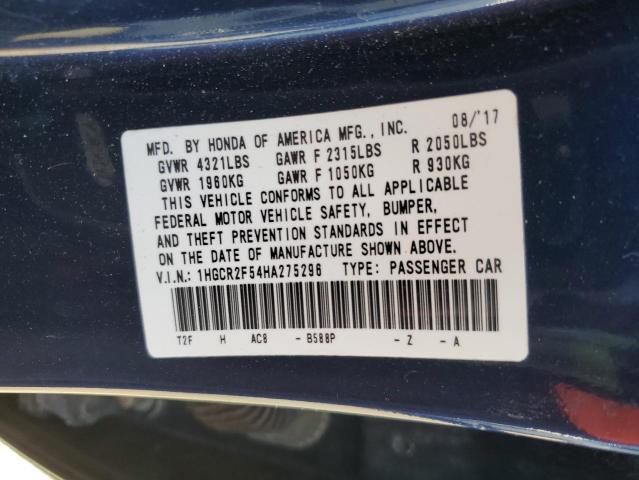 MFD. BY HONDA OF AMERICA MFG., INC. 08/'17
GVWR 4321LBS GAWR F 2315LBS R 2050LBS
GVWR 1960KG GAWR F 1050KG R 930KG
THIS VEHICLE CONFORMS TO ALL APPLICABLE
FEDERAL MOTOR VEHICLE SAFETY, BUMPER,
AND THEFT PREVENTION STANDARDS IN EFFECT
ON THE DATE OF MANUFACTURE SHOWN ABOVE.
V.I.N.: 1HGCR2F54HA275296 TYPE: PASSENGER CAR
T2F H AC8 - B588P - Z - A